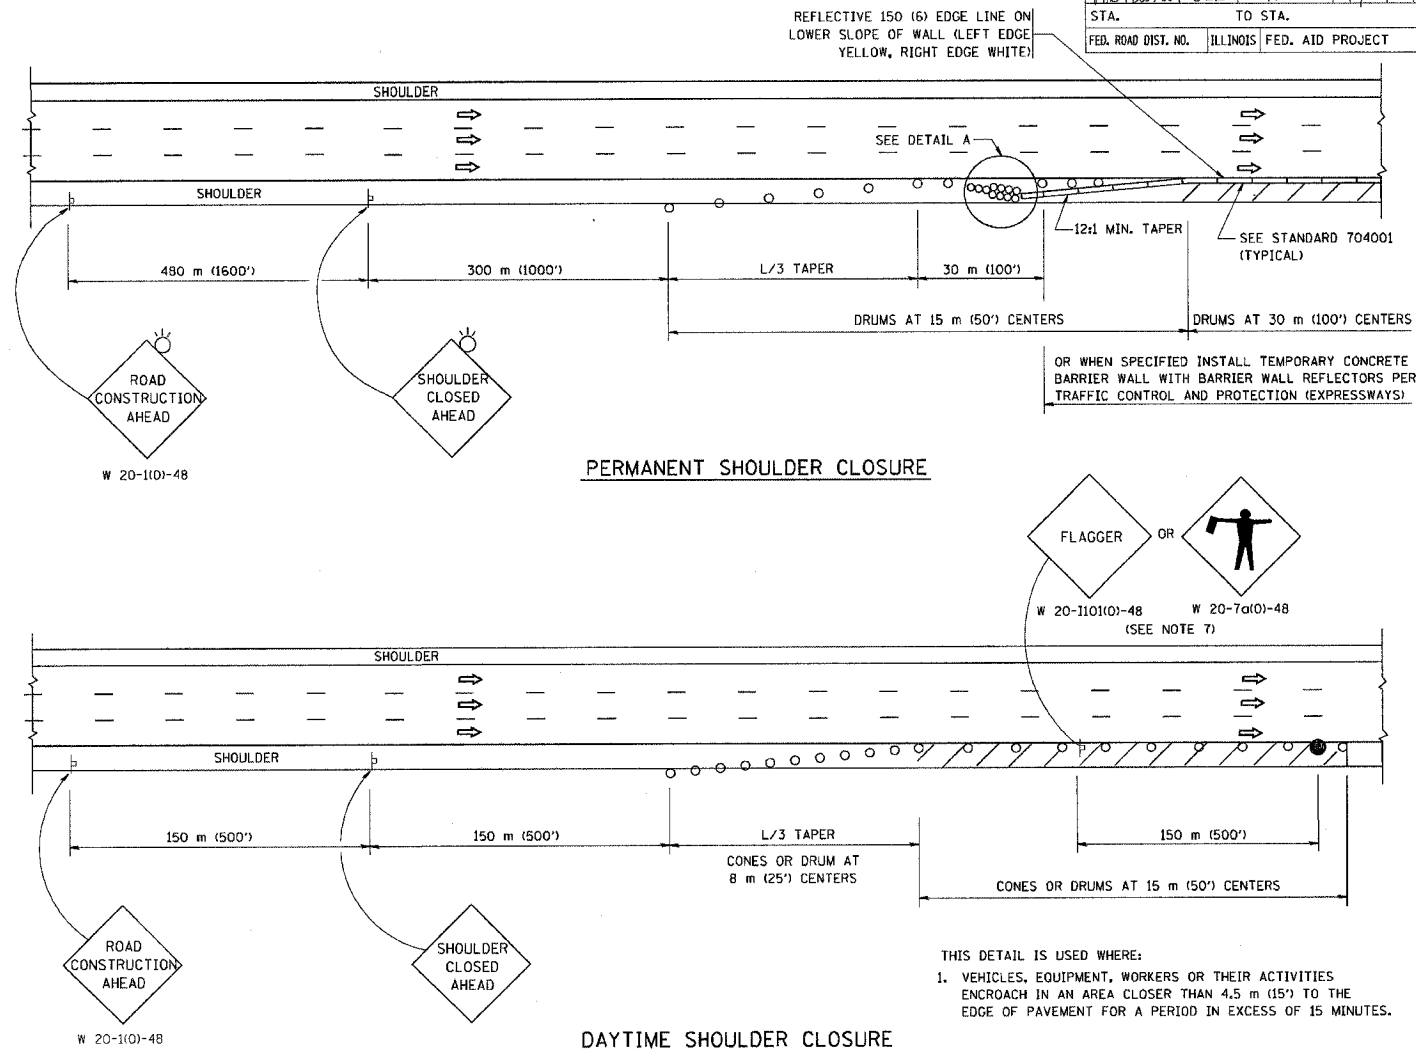 STA. TO STA.
FED. ROAD DIST. NO. ILLINOIS FED. AID PROJECT
REFLECTIVE 150 (6) EDGE LINE ON
LOWER SLOPE OF WALL (LEFT EDGE
YELLOW, RIGHT EDGE WHITE)
SHOULDER
SEE DETAIL A
SHOULDER
12:1 MIN. TAPER
SEE STANDARD 704001
(TYPICAL)
480 m (1600')
300 m (1000')
L/3 TAPER
30 m (100')
DRUMS AT 15 m (50') CENTERS
DRUMS AT 30 m (100') CENTERS
OR WHEN SPECIFIED INSTALL TEMPORARY CONCRETE
BARRIER WALL WITH BARRIER WALL REFLECTORS PER
TRAFFIC CONTROL AND PROTECTION (EXPRESSWAYS)
ROAD
CONSTRUCTION
AHEAD
W 20-1(O)-48
SHOULDER
CLOSED
AHEAD
PERMANENT SHOULDER CLOSURE
FLAGGER
OR
W 20-I101(O)-48
W 20-7a(O)-48
(SEE NOTE 7)
SHOULDER
SHOULDER
150 m (500')
150 m (500')
L/3 TAPER
CONES OR DRUM AT
8 m (25') CENTERS
150 m (500')
CONES OR DRUMS AT 15 m (50') CENTERS
ROAD
CONSTRUCTION
AHEAD
W 20-1(O)-48
SHOULDER
CLOSED
AHEAD
THIS DETAIL IS USED WHERE:
1. VEHICLES, EQUIPMENT, WORKERS OR THEIR ACTIVITIES
ENCROACH IN AN AREA CLOSER THAN 4.5 m (15') TO THE
EDGE OF PAVEMENT FOR A PERIOD IN EXCESS OF 15 MINUTES.
DAYTIME SHOULDER CLOSURE